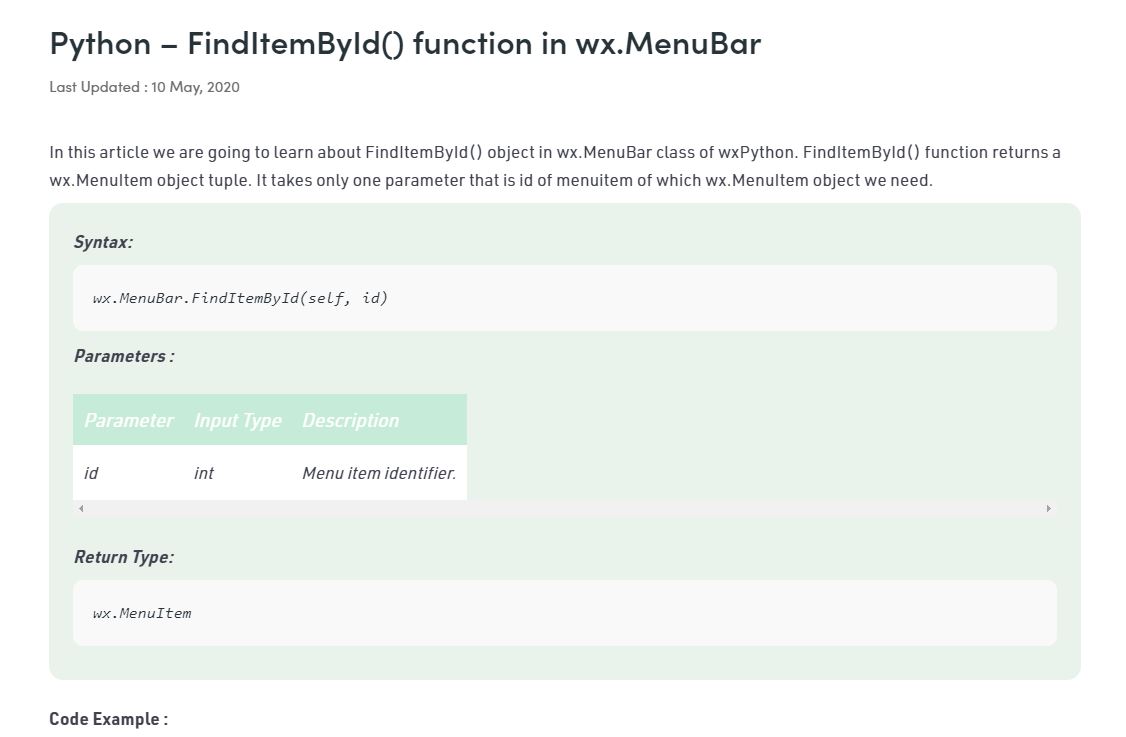 Python – FindItemById() function in wx.MenuBar
Last Updated : 10 May, 2020
In this article we are going to learn about FindItemById() object in wx.MenuBar class of wxPython. FindItemById() function returns a
wx.MenuItem object tuple. It takes only one parameter that is id of menuitem of which wx.MenuItem object we need.
Syntax:
wx.MenuBar.FindItemById(self, id)
Parameters :
Parameter Input Type Description
id int Menu item identifier.
Return Type:
wx.MenuItem
Code Example :